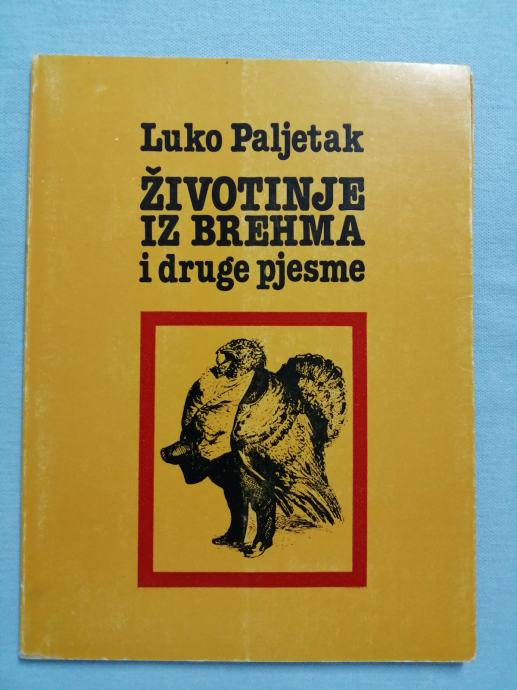 Luko Paljetak
ŽIVOTINJE
IZ BREHMA
i druge pjesme